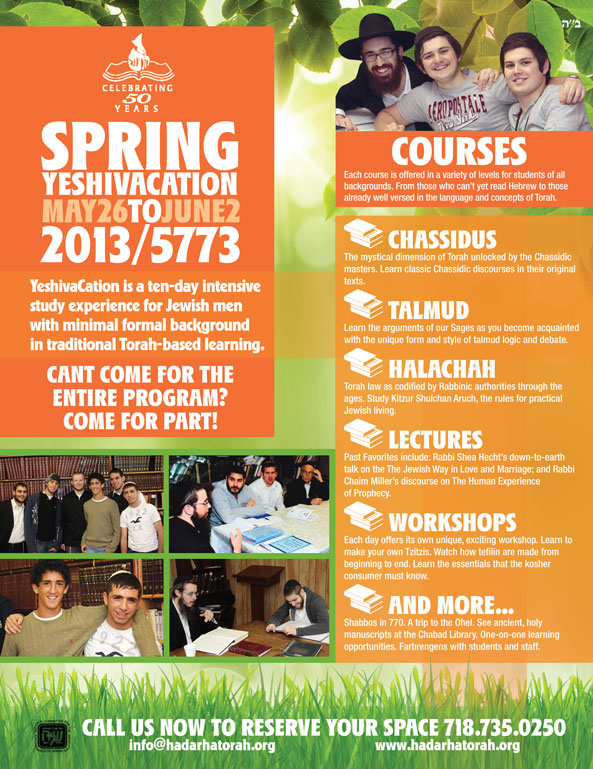 ב"ה
CELEBRATING
50
YEARS
SPRING
YESHIVACATION
MAY26TOJUNE2
2013/5773
YeshivaCation is a ten-day intensive
study experience for Jewish men
with minimal formal background
in traditional Torah-based learning.
CANT COME FOR THE
ENTIRE PROGRAM?
COME FOR PART!
AEROPOSTALE
COURSES
Each course is offered in a variety of levels for students of all
backgrounds. From those who can't yet read Hebrew to those
already well versed in the language and concepts of Torah.
CHASSIDUS
The mystical dimension of Torah unlocked by the Chassidic
masters. Learn classic Chassidic discourses in their original
texts.
TALMUD
Learn the arguments of our Sages as you become acquainted
with the unique form and style of talmud logic and debate.
HALACHAH
Torah law as codified by Rabbinic authorities through the
ages. Study Kitzur Shulchan Aruch, the rules for practical
Jewish living.
LECTURES
Past Favorites include: Rabbi Shea Hecht's down-to-earth
talk on the The Jewish Way in Love and Marriage; and Rabbi
Chaim Miller's discourse on The Human Experience
of Prophecy.
WORKSHOPS
Each day offers its own unique, exciting workshop. Learn to
make your own Tzitzis. Watch how tefilin are made from
beginning to end. Learn the essentials that the kosher
consumer must know.
AND MORE...
Shabbos in 770. A trip to the Ohel. See ancient, holy
manuscripts at the Chabad Library. One-on-one learning
opportunities. Farbrengens with students and staff.
CALL US NOW TO RESERVE YOUR SPACE 718.735.0250
info@hadarhatorah.org www.hadarhatorah.org